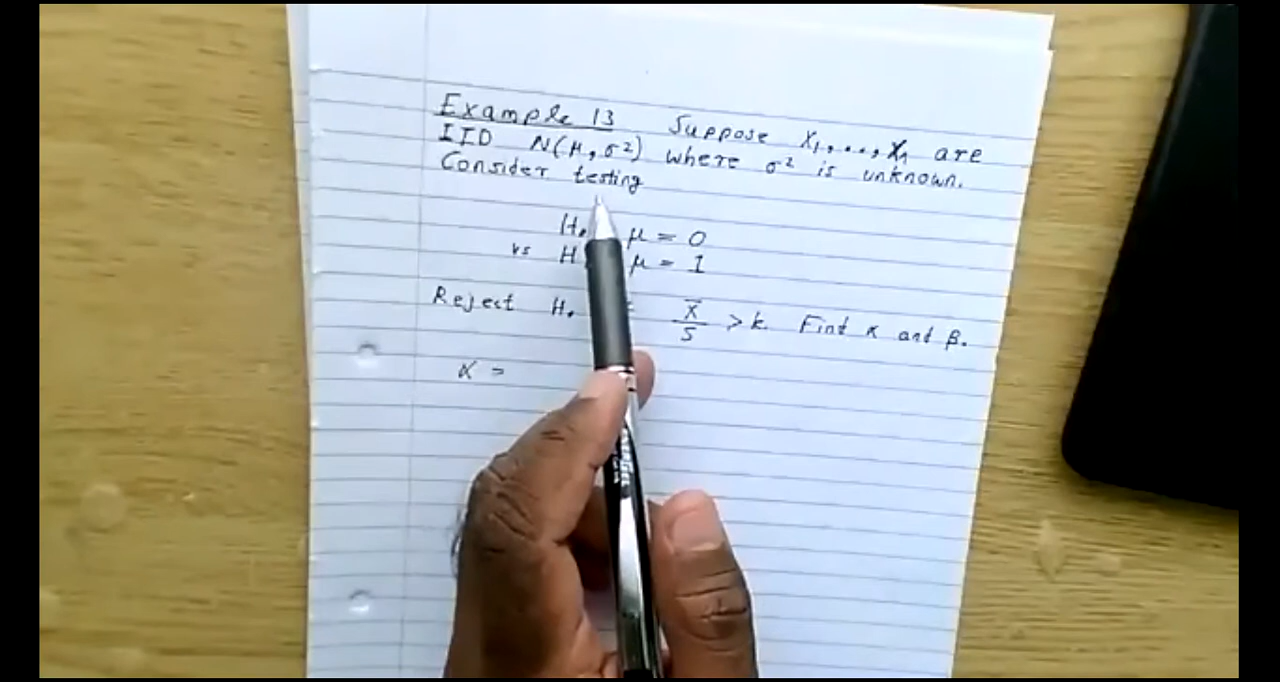 Example 13 Suppose X₁, ..., Xn are
IID N(μ, σ²) where σ² is unknown.
Consider testing
H₀ μ = 0
vs H μ = 1
Reject H₀ X̄/S > k. Find α and β.
α =